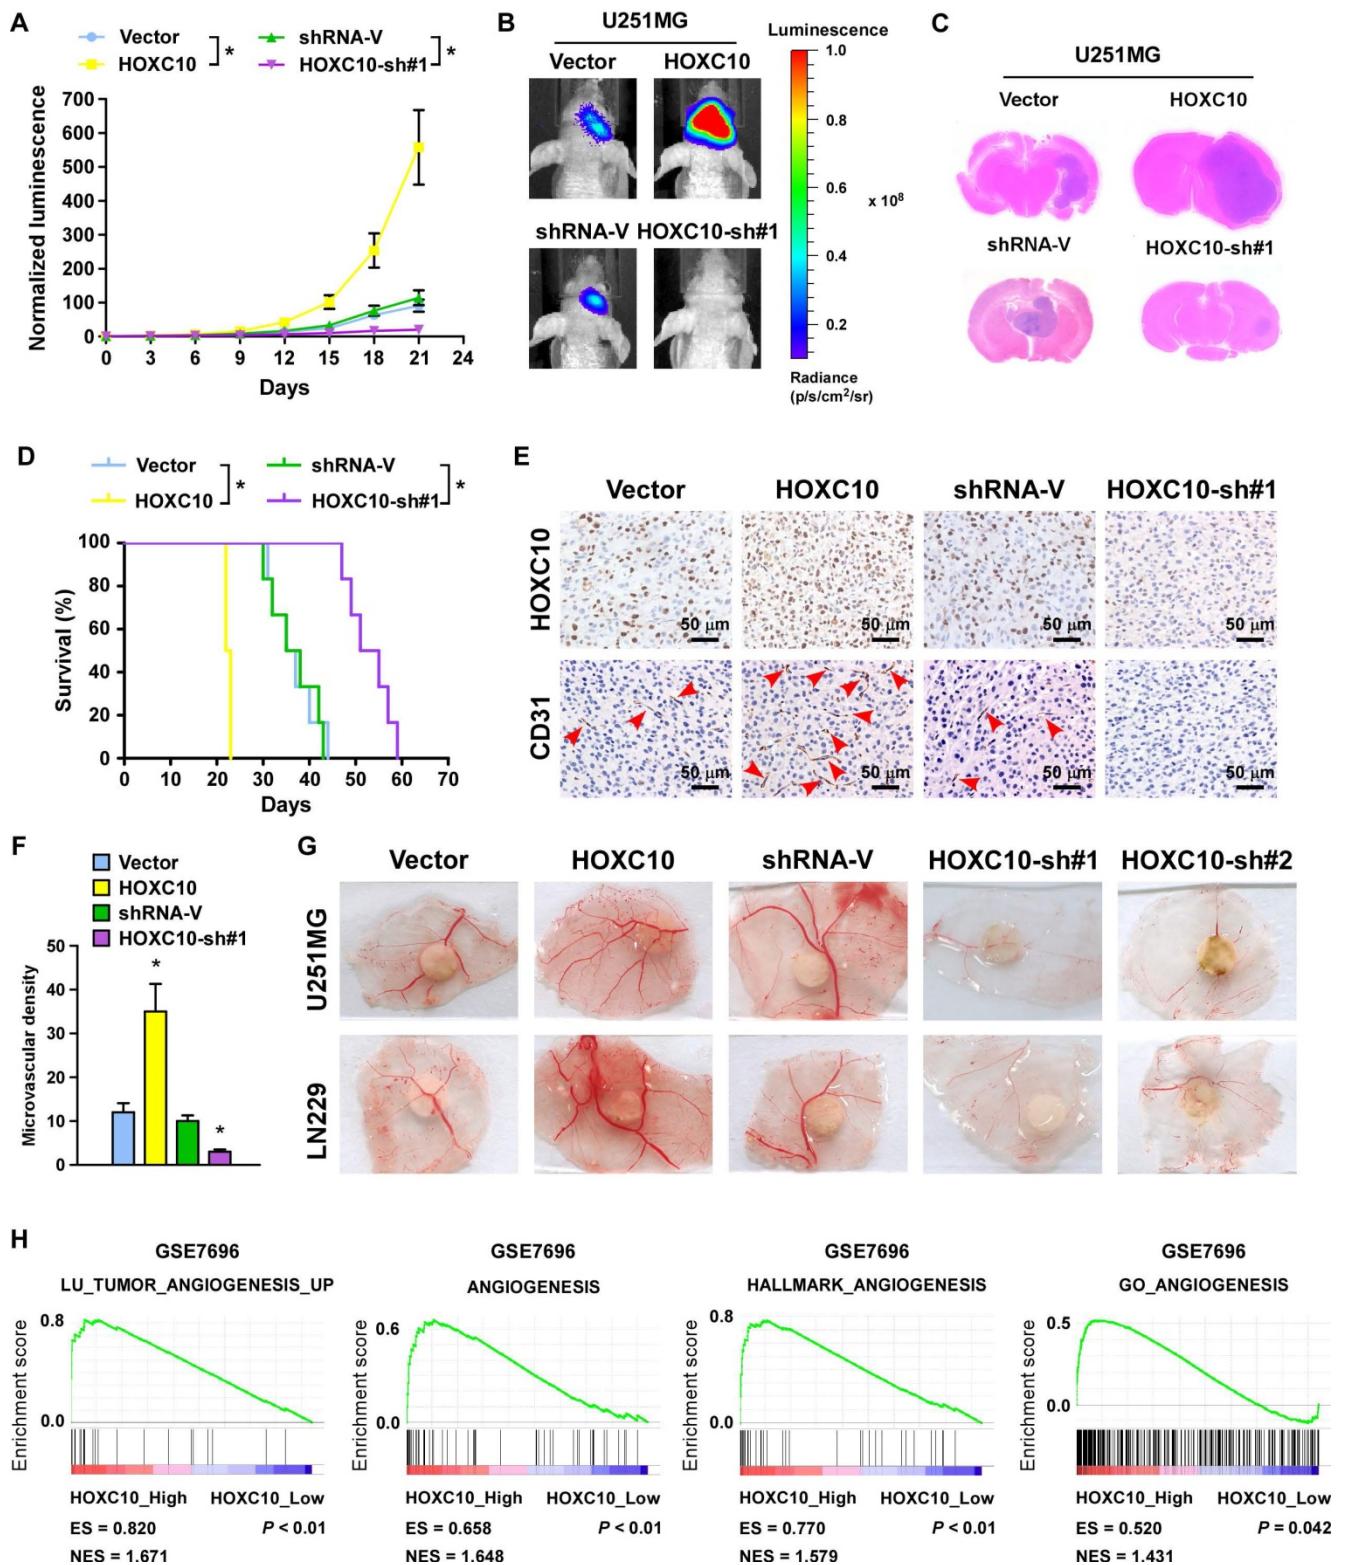 A
Vector
HOXC10
*
shRNA-V
HOXC10-sh#1
*
Normalized luminescence
700
600
500
400
300
200
100
0
0 3 6 9 12 15 18 21 24
Days
B
U251MG
Vector HOXC10
shRNA-V HOXC10-sh#1
Luminescence
1.0
0.8
0.6
0.4
0.2
x 10⁸
Radiance
(p/s/cm²/sr)
C
U251MG
Vector HOXC10
shRNA-V HOXC10-sh#1
D
Vector
HOXC10
*
shRNA-V
HOXC10-sh#1
*
Survival (%)
100
80
60
40
20
0
0 10 20 30 40 50 60 70
Days
E
Vector HOXC10 shRNA-V HOXC10-sh#1
HOXC10
50 μm 50 μm 50 μm 50 μm
CD31
50 μm 50 μm 50 μm 50 μm
F
Vector
HOXC10
shRNA-V
HOXC10-sh#1
Microvascular density
50
40
30
20
10
0
*
*
G
Vector HOXC10 shRNA-V HOXC10-sh#1 HOXC10-sh#2
U251MG
LN229
H
GSE7696
LU_TUMOR_ANGIOGENESIS_UP
Enrichment score
0.8
0.0
HOXC10_High HOXC10_Low
ES = 0.820 P < 0.01
NES = 1.671
GSE7696
ANGIOGENESIS
Enrichment score
0.6
0.0
HOXC10_High HOXC10_Low
ES = 0.658 P < 0.01
NES = 1.648
GSE7696
HALLMARK_ANGIOGENESIS
Enrichment score
0.8
0.0
HOXC10_High HOXC10_Low
ES = 0.770 P < 0.01
NES = 1.579
GSE7696
GO_ANGIOGENESIS
Enrichment score
0.5
0.0
HOXC10_High HOXC10_Low
ES = 0.520 P = 0.042
NES = 1.431